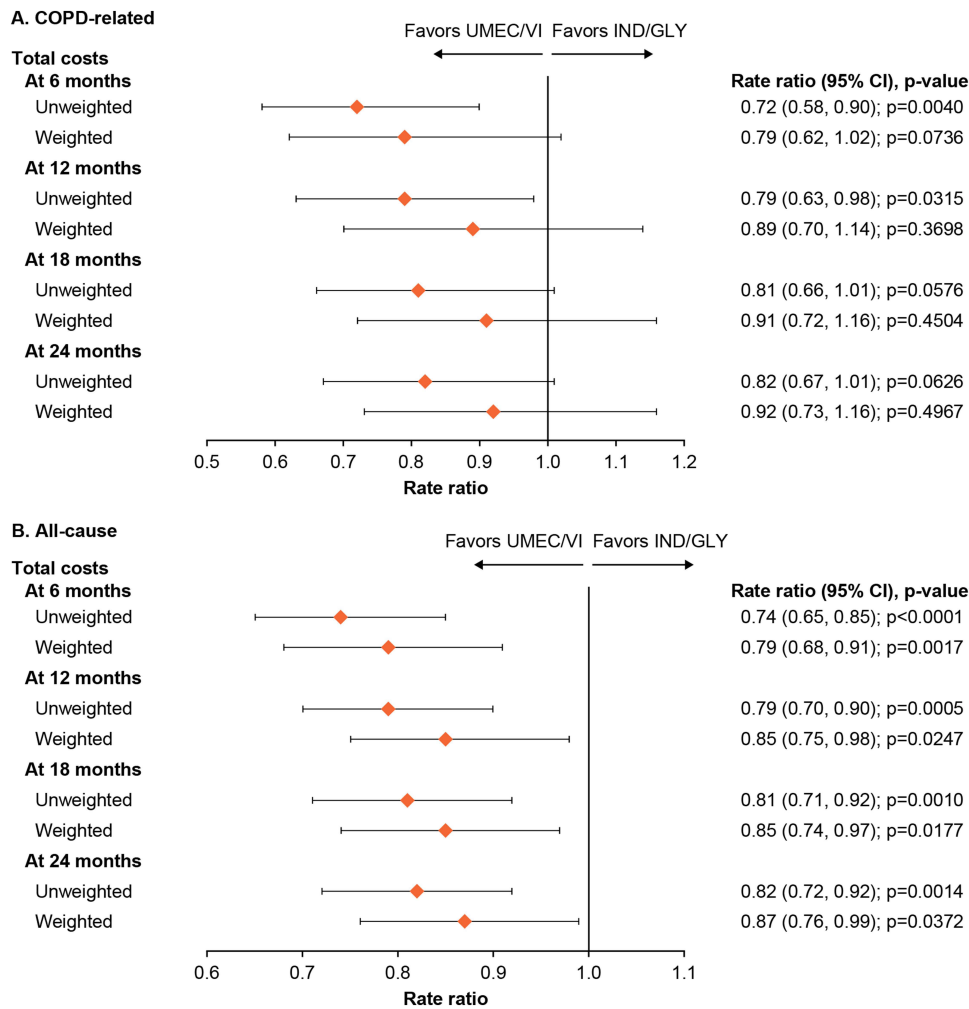 A. COPD-related
Favors UMEC/VI Favors IND/GLY
Total costs
At 6 months Rate ratio (95% CI), p-value
Unweighted 0.72 (0.58, 0.90); p=0.0040
Weighted 0.79 (0.62, 1.02); p=0.0736
At 12 months
Unweighted 0.79 (0.63, 0.98); p=0.0315
Weighted 0.89 (0.70, 1.14); p=0.3698
At 18 months
Unweighted 0.81 (0.66, 1.01); p=0.0576
Weighted 0.91 (0.72, 1.16); p=0.4504
At 24 months
Unweighted 0.82 (0.67, 1.01); p=0.0626
Weighted 0.92 (0.73, 1.16); p=0.4967
0.5 0.6 0.7 0.8 0.9 1.0 1.1 1.2
Rate ratio
B. All-cause
Favors UMEC/VI Favors IND/GLY
Total costs
At 6 months Rate ratio (95% CI), p-value
Unweighted 0.74 (0.65, 0.85); p<0.0001
Weighted 0.79 (0.68, 0.91); p=0.0017
At 12 months
Unweighted 0.79 (0.70, 0.90); p=0.0005
Weighted 0.85 (0.75, 0.98); p=0.0247
At 18 months
Unweighted 0.81 (0.71, 0.92); p=0.0010
Weighted 0.85 (0.74, 0.97); p=0.0177
At 24 months
Unweighted 0.82 (0.72, 0.92); p=0.0014
Weighted 0.87 (0.76, 0.99); p=0.0372
0.6 0.7 0.8 0.9 1.0 1.1
Rate ratio